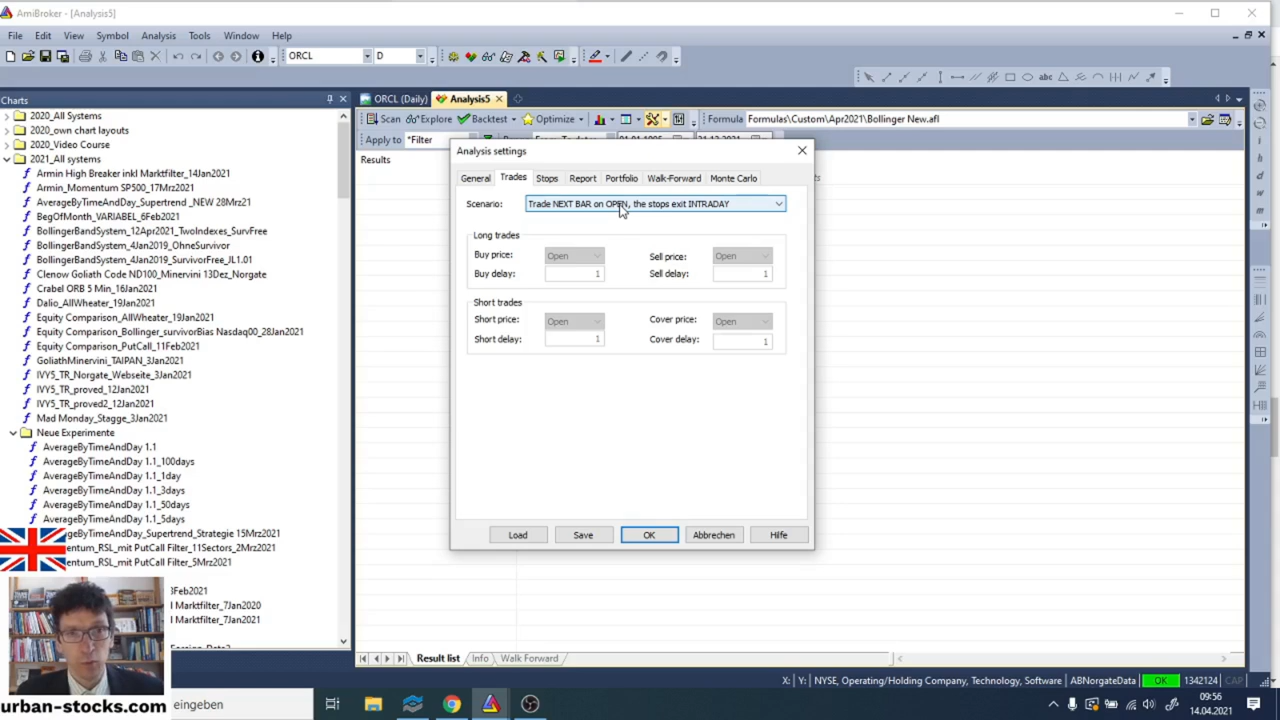 AmiBroker - [Analysis5]
File Edit View Symbol Analysis Tools Window Help
ORCL D
Charts
ORCL (Daily) Analysis5
Scan Explore Backtest Optimize Formula Formulas\Custom\Apr2021\Bollinger New.afl
Apply to *Filter
Results
2020_All Systems
2020_own chart layouts
2020_Video Course
2021_All systems
Armin High Breaker inkl Marktfilter_14Jan2021
Armin_Momentum SP500_17Mrz2021
AverageByTimeAndDay_Supertrend _NEW 28Mrz21
BegOfMonth_VARIABEL_6Feb2021
BollingerBandSystem_12Apr2021_TwoIndexes_SurvFree
BollingerBandSystem_4Jan2019_OhneSurvivor
BollingerBandSystem_4Jan2019_SurvivorFree_JL1.01
Clenow Goliath Code ND100_Minervini 13Dez_Norgate
Crabel ORB 5 Min_16Jan2021
Dalio_AllWheater_19Jan2021
Equity Comparison_AllWheater_17Jan2021
Equity Comparison_Bollinger_survivorBias Nasdaq00_28Jan2021
Equity Comparison_PutCall_11Feb2021
GoliathMinervini_TAIPAN_3Jan2021
IVY5_TR_Norgate_Webseite_3Jan2021
IVY5_TR_proved_12Jan2021
IVY5_TR_proved2_12Jan2021
Mad Monday_Stagge_3Jan2021
Neue Experimente
AverageByTimeAndDay 1.1
AverageByTimeAndDay 1.1_100days
AverageByTimeAndDay 1.1_1day
AverageByTimeAndDay 1.1_3days
AverageByTimeAndDay 1.1_50days
AverageByTimeAndDay 1.1_5days
erageByTimeAndDay_Supertrend_Strategie 15Mrz2021
mentum_RSL_mit PutCall Filter_11Sectors_2Mrz2021
mentum_RSL_mit PutCall Filter_5Mrz2021
3Feb2021
l Marktfilter_7Jan2020
l Marktfilter_7Jan2021
Analysis settings
General Trades Stops Report Portfolio Walk-Forward Monte Carlo
Scenario: Trade NEXT BAR on OPEN, the stops exit INTRADAY
Long trades
Buy price: Open Sell price: Open
Buy delay: 1 Sell delay: 1
Short trades
Short price: Open Cover price: Open
Short delay: 1 Cover delay: 1
Load Save OK Abbrechen Hilfe
Result list Info Walk Forward
X: Y: NYSE, Operating/Holding Company, Technology, Software ABNorgateData OK 1342124 CAP
urban-stocks.com
eingeben
09:56
14.04.2021